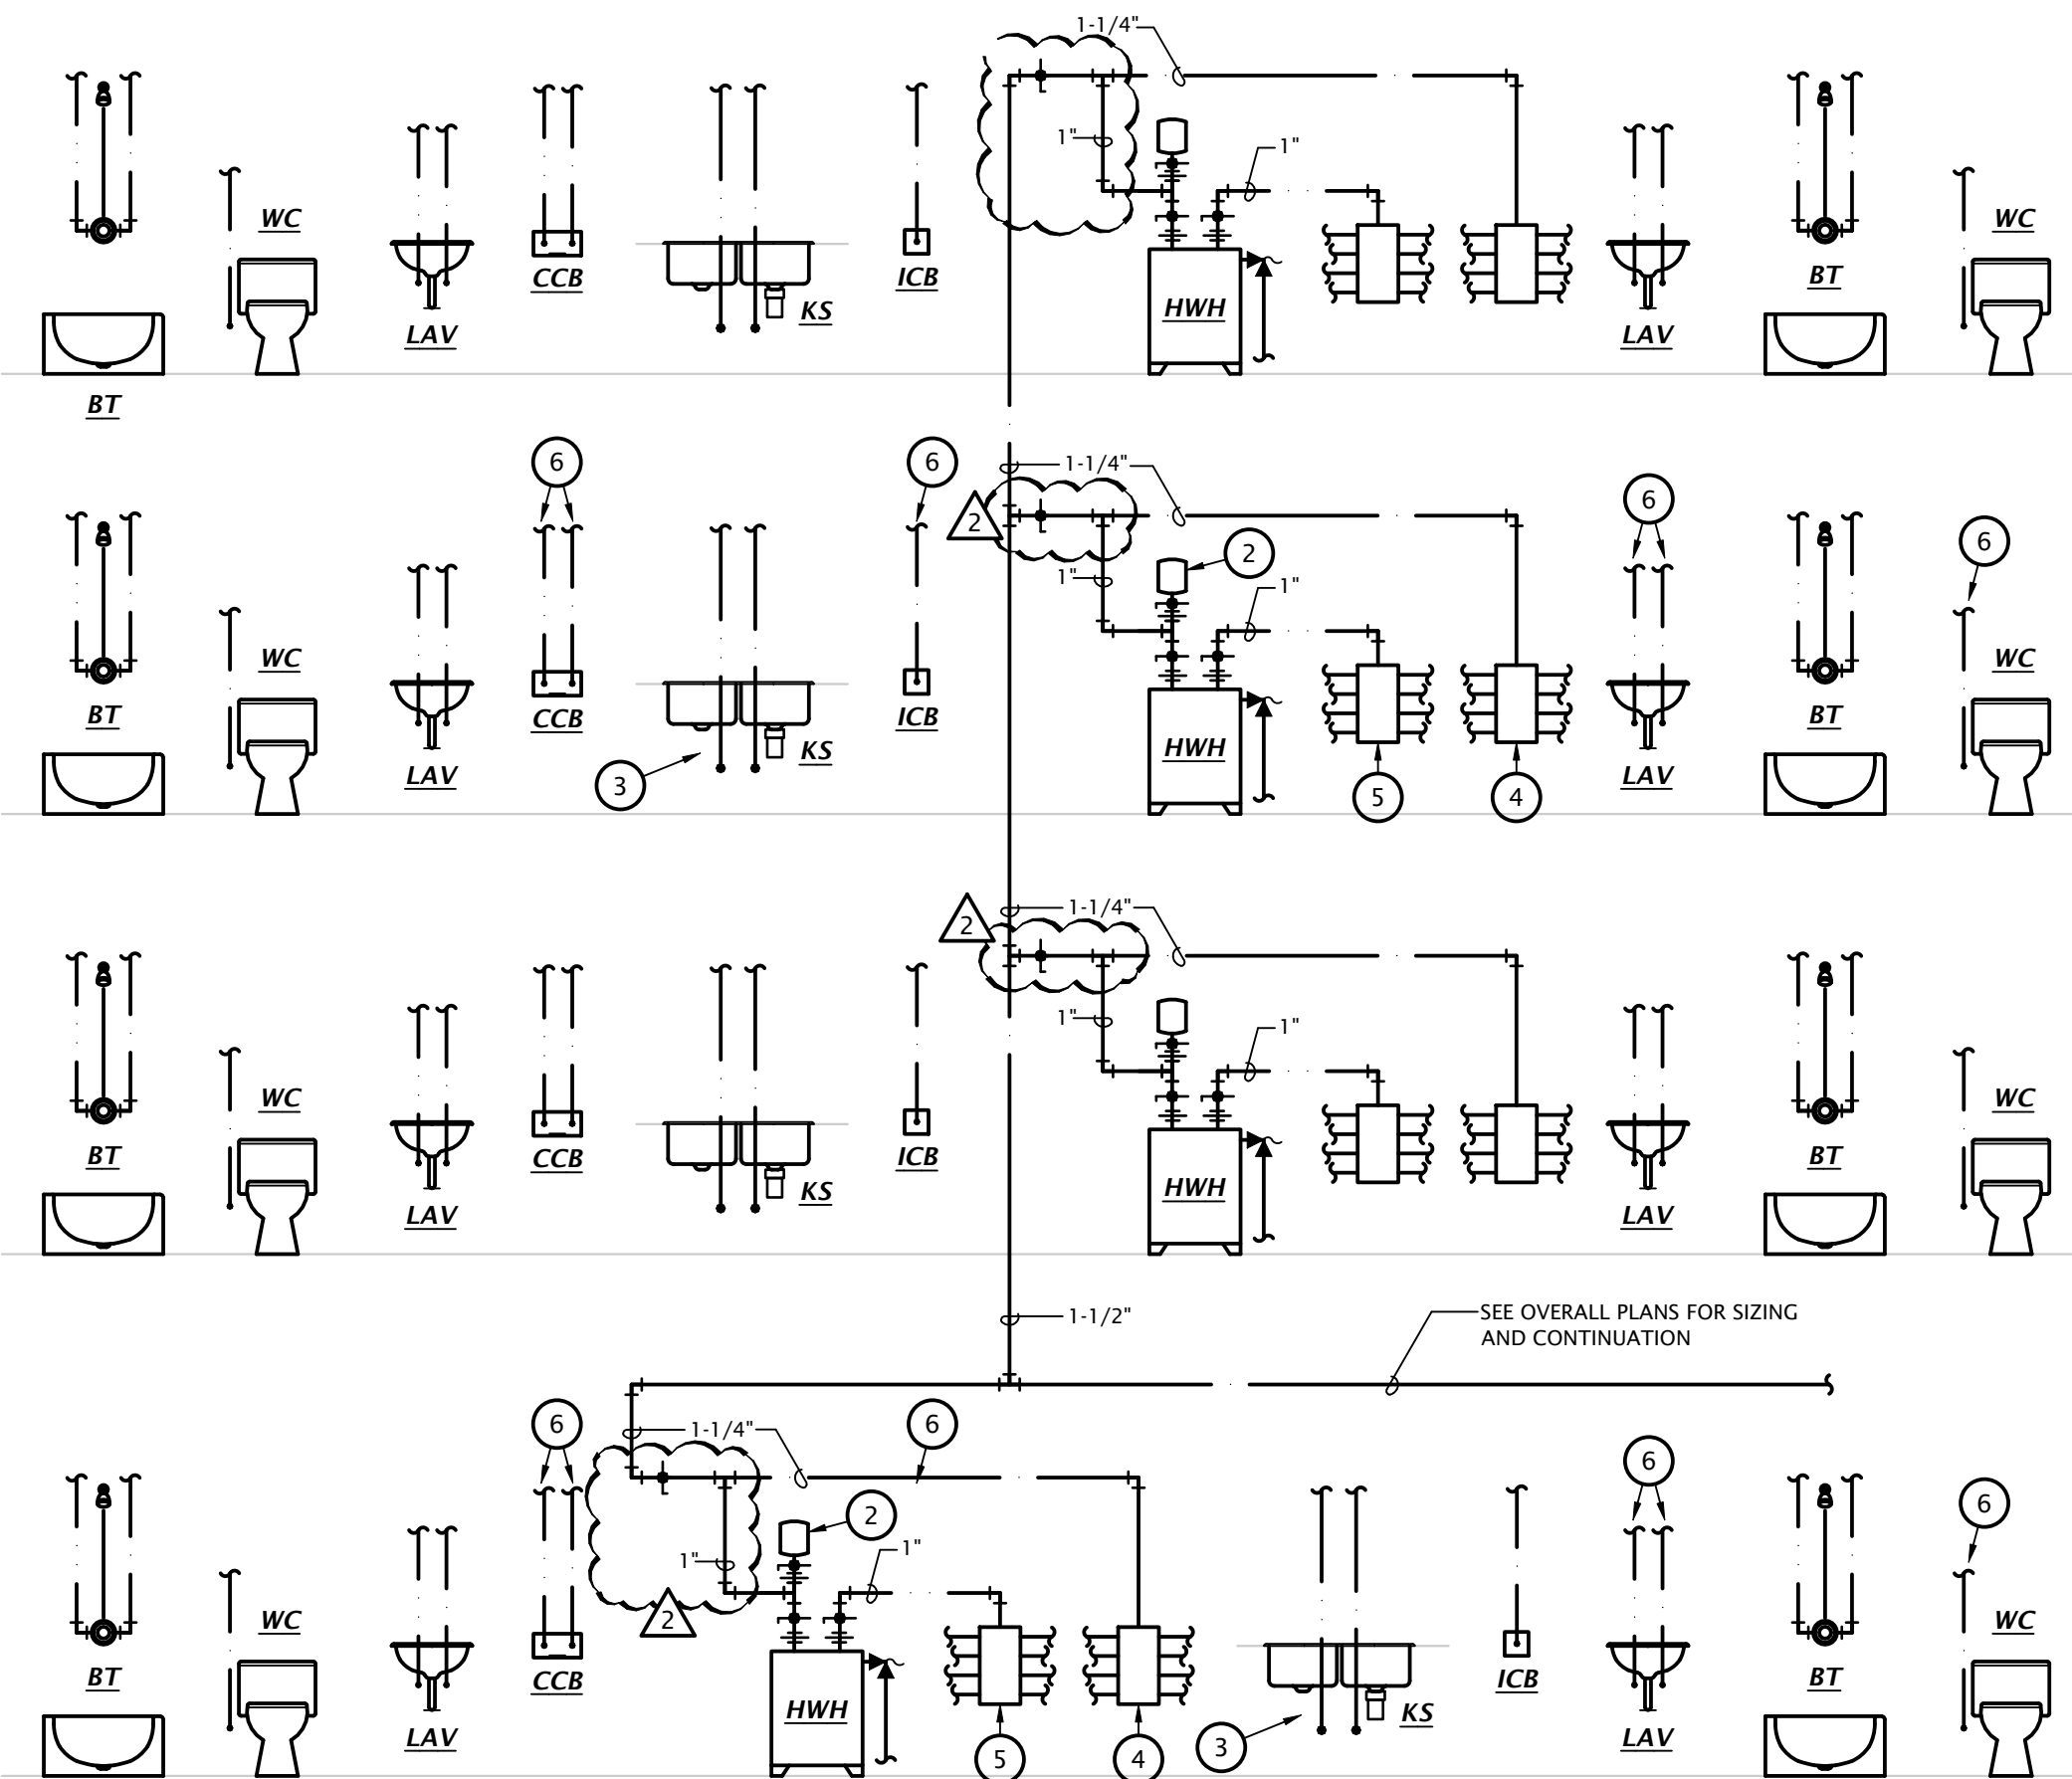 1-1/4"
1"
1"
WC
WC
CCB
ICB
BT
HWH
KS
LAV
LAV
BT
6
6
1-1/4"
6
2
2
6
1"
1"
WC
WC
BT
CCB
ICB
BT
KS
HWH
LAV
LAV
3
5
4
1-1/4"
2
1"
1"
WC
WC
BT
CCB
ICB
BT
KS
HWH
LAV
LAV
1-1/2"
SEE OVERALL PLANS FOR SIZING
AND CONTINUATION
6
1-1/4"
6
6
6
2
1"
1"
WC
2
WC
BT
CCB
ICB
BT
HWH
KS
LAV
LAV
5
4
3